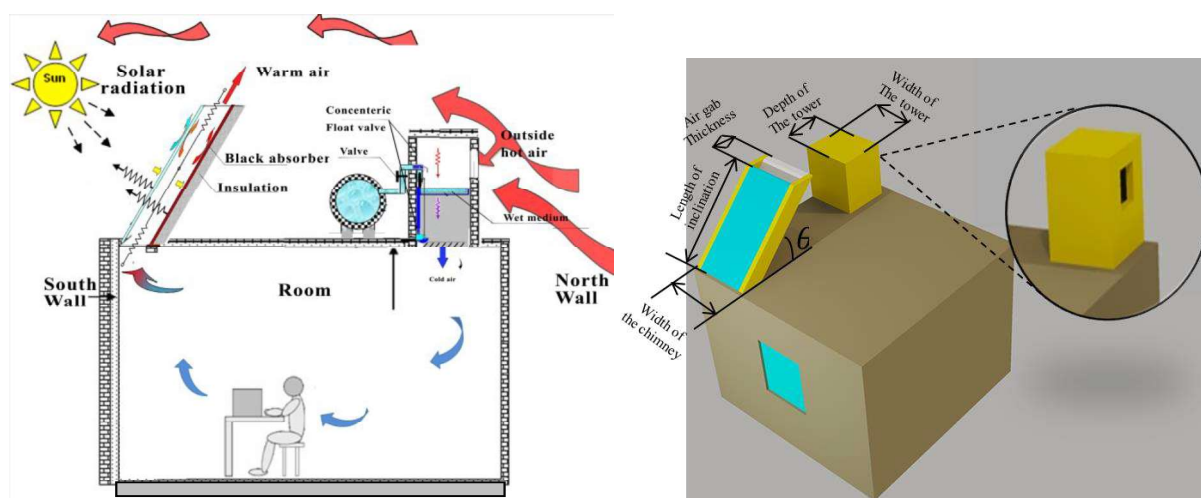 Sun
Solar
radiation
Warm air
Concenteric
Float valve
Valve
Outside
hot air
Black absorber
Insulation
Wet medium
Cold air
South
Wall
Room
North
Wall
Air gab
Thickness
Depth of
The tower
Width of
The tower
Length of
inclination
Width of
the chimney